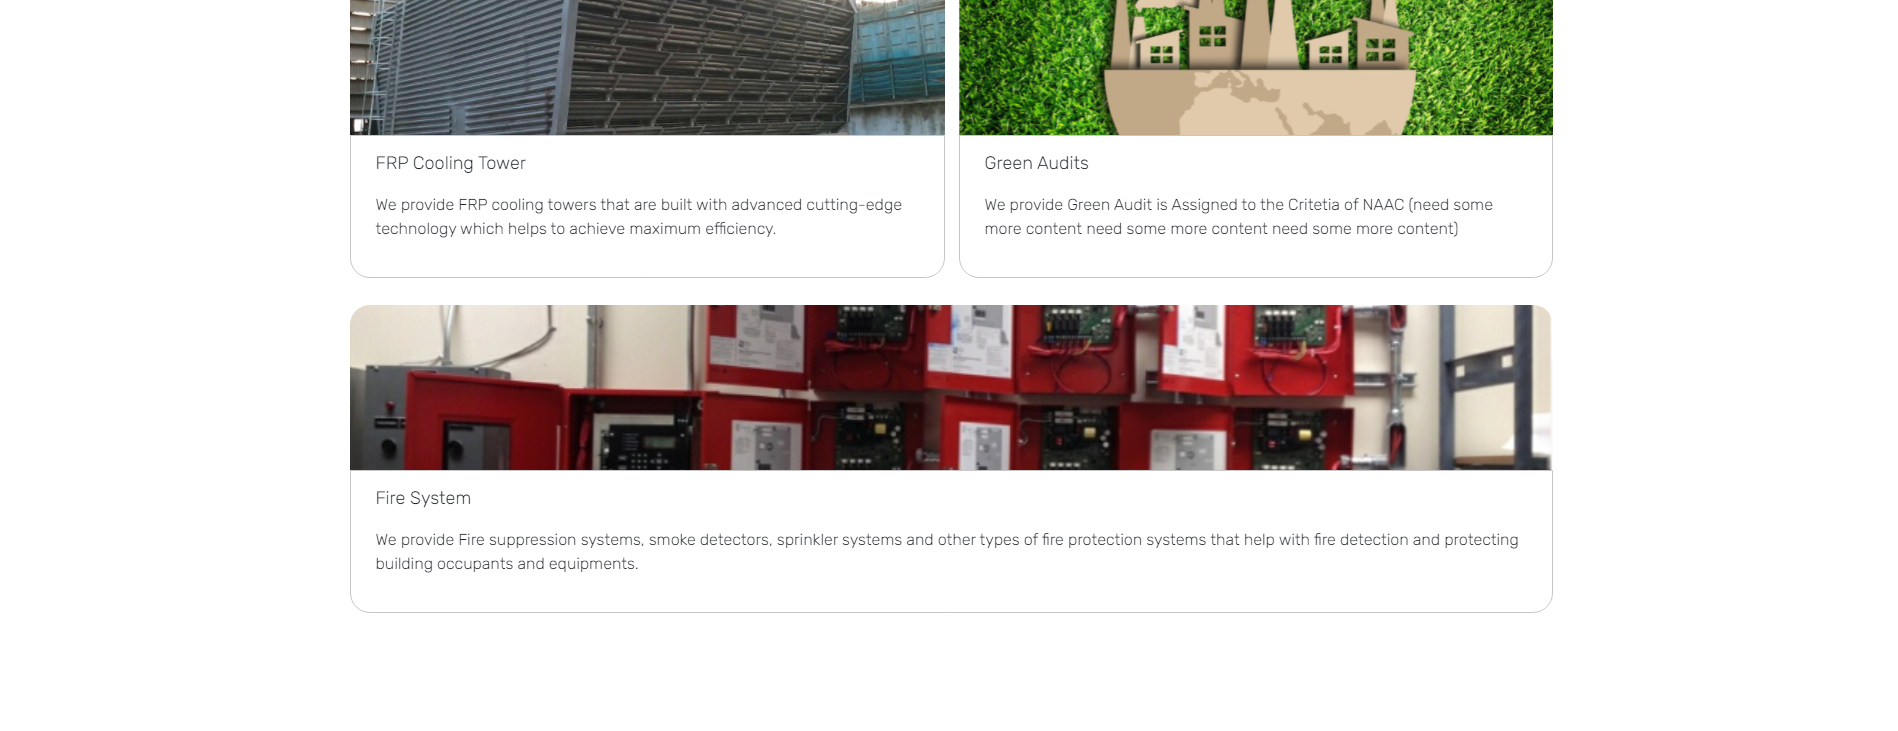 FRP Cooling Tower
We provide FRP cooling towers that are built with advanced cutting-edge
technology which helps to achieve maximum efficiency.
Green Audits
We provide Green Audit is Assigned to the Critetia of NAAC (need some
more content need some more content need some more content)
Fire System
We provide Fire suppression systems, smoke detectors, sprinkler systems and other types of fire protection systems that help with fire detection and protecting
building occupants and equipments.